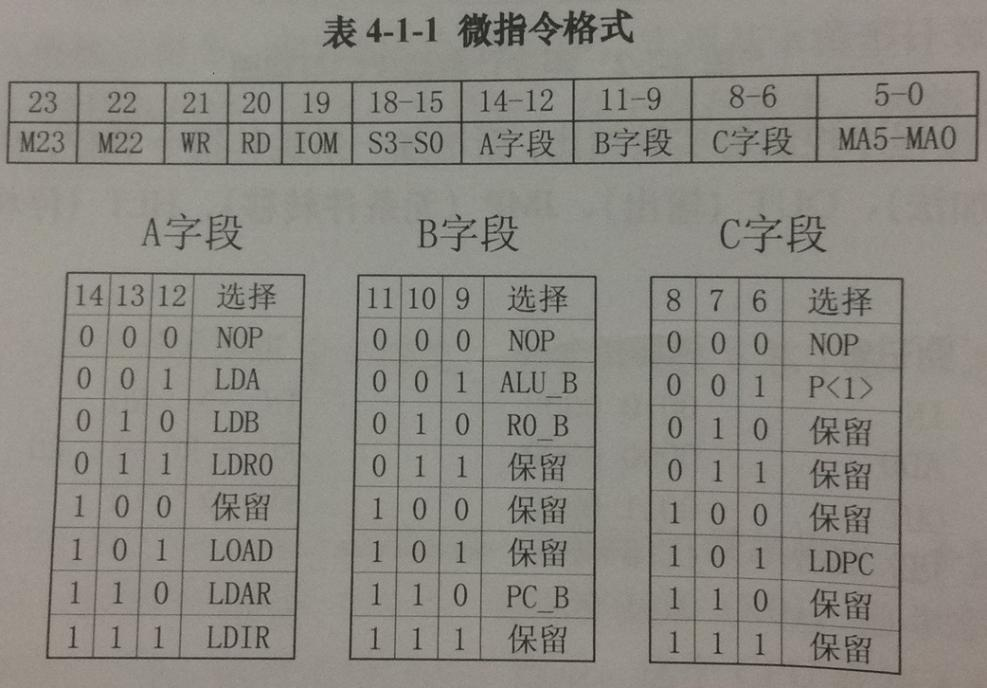 表 4-1-1 微指令格式
23 22 21 20 19 18-15 14-12 11-9 8-6 5-0
M23 M22 WR RD IOM S3-S0 A字段 B字段 C字段 MA5-MA0
A字段 B字段 C字段
14 13 12 选择 11 10 9 选择 8 7 6 选择
0 0 0 NOP 0 0 0 NOP 0 0 0 NOP
0 0 1 LDA 0 0 1 ALU_B 0 0 1 P<1>
0 1 0 LDB 0 1 0 R0_B 0 1 0 保留
0 1 1 LDR0 0 1 1 保留 0 1 1 保留
1 0 0 保留 1 0 0 保留 1 0 0 保留
1 0 1 LOAD 1 0 1 保留 1 0 1 LDPC
1 1 0 LDAR 1 1 0 PC_B 1 1 0 保留
1 1 1 LDIR 1 1 1 保留 1 1 1 保留